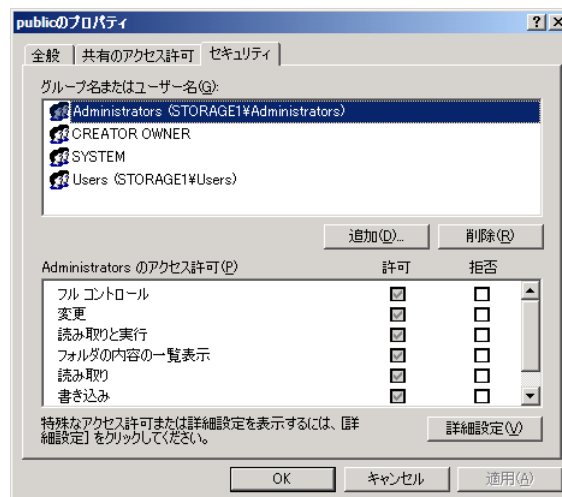 publicのプロパティ
全般 共有のアクセス許可 セキュリティ
グループ名またはユーザー名(G):
Administrators (STORAGE1¥Administrators)
CREATOR OWNER
SYSTEM
Users (STORAGE1¥Users)
追加(D)... 削除(R)
Administrators のアクセス許可(P) 許可 拒否
フル コントロール
変更
読み取りと実行
フォルダの内容の一覧表示
読み取り
書き込み
特殊なアクセス許可または詳細設定を表示するには、[詳
細設定] をクリックしてください。
詳細設定(V)
OK キャンセル 適用(A)